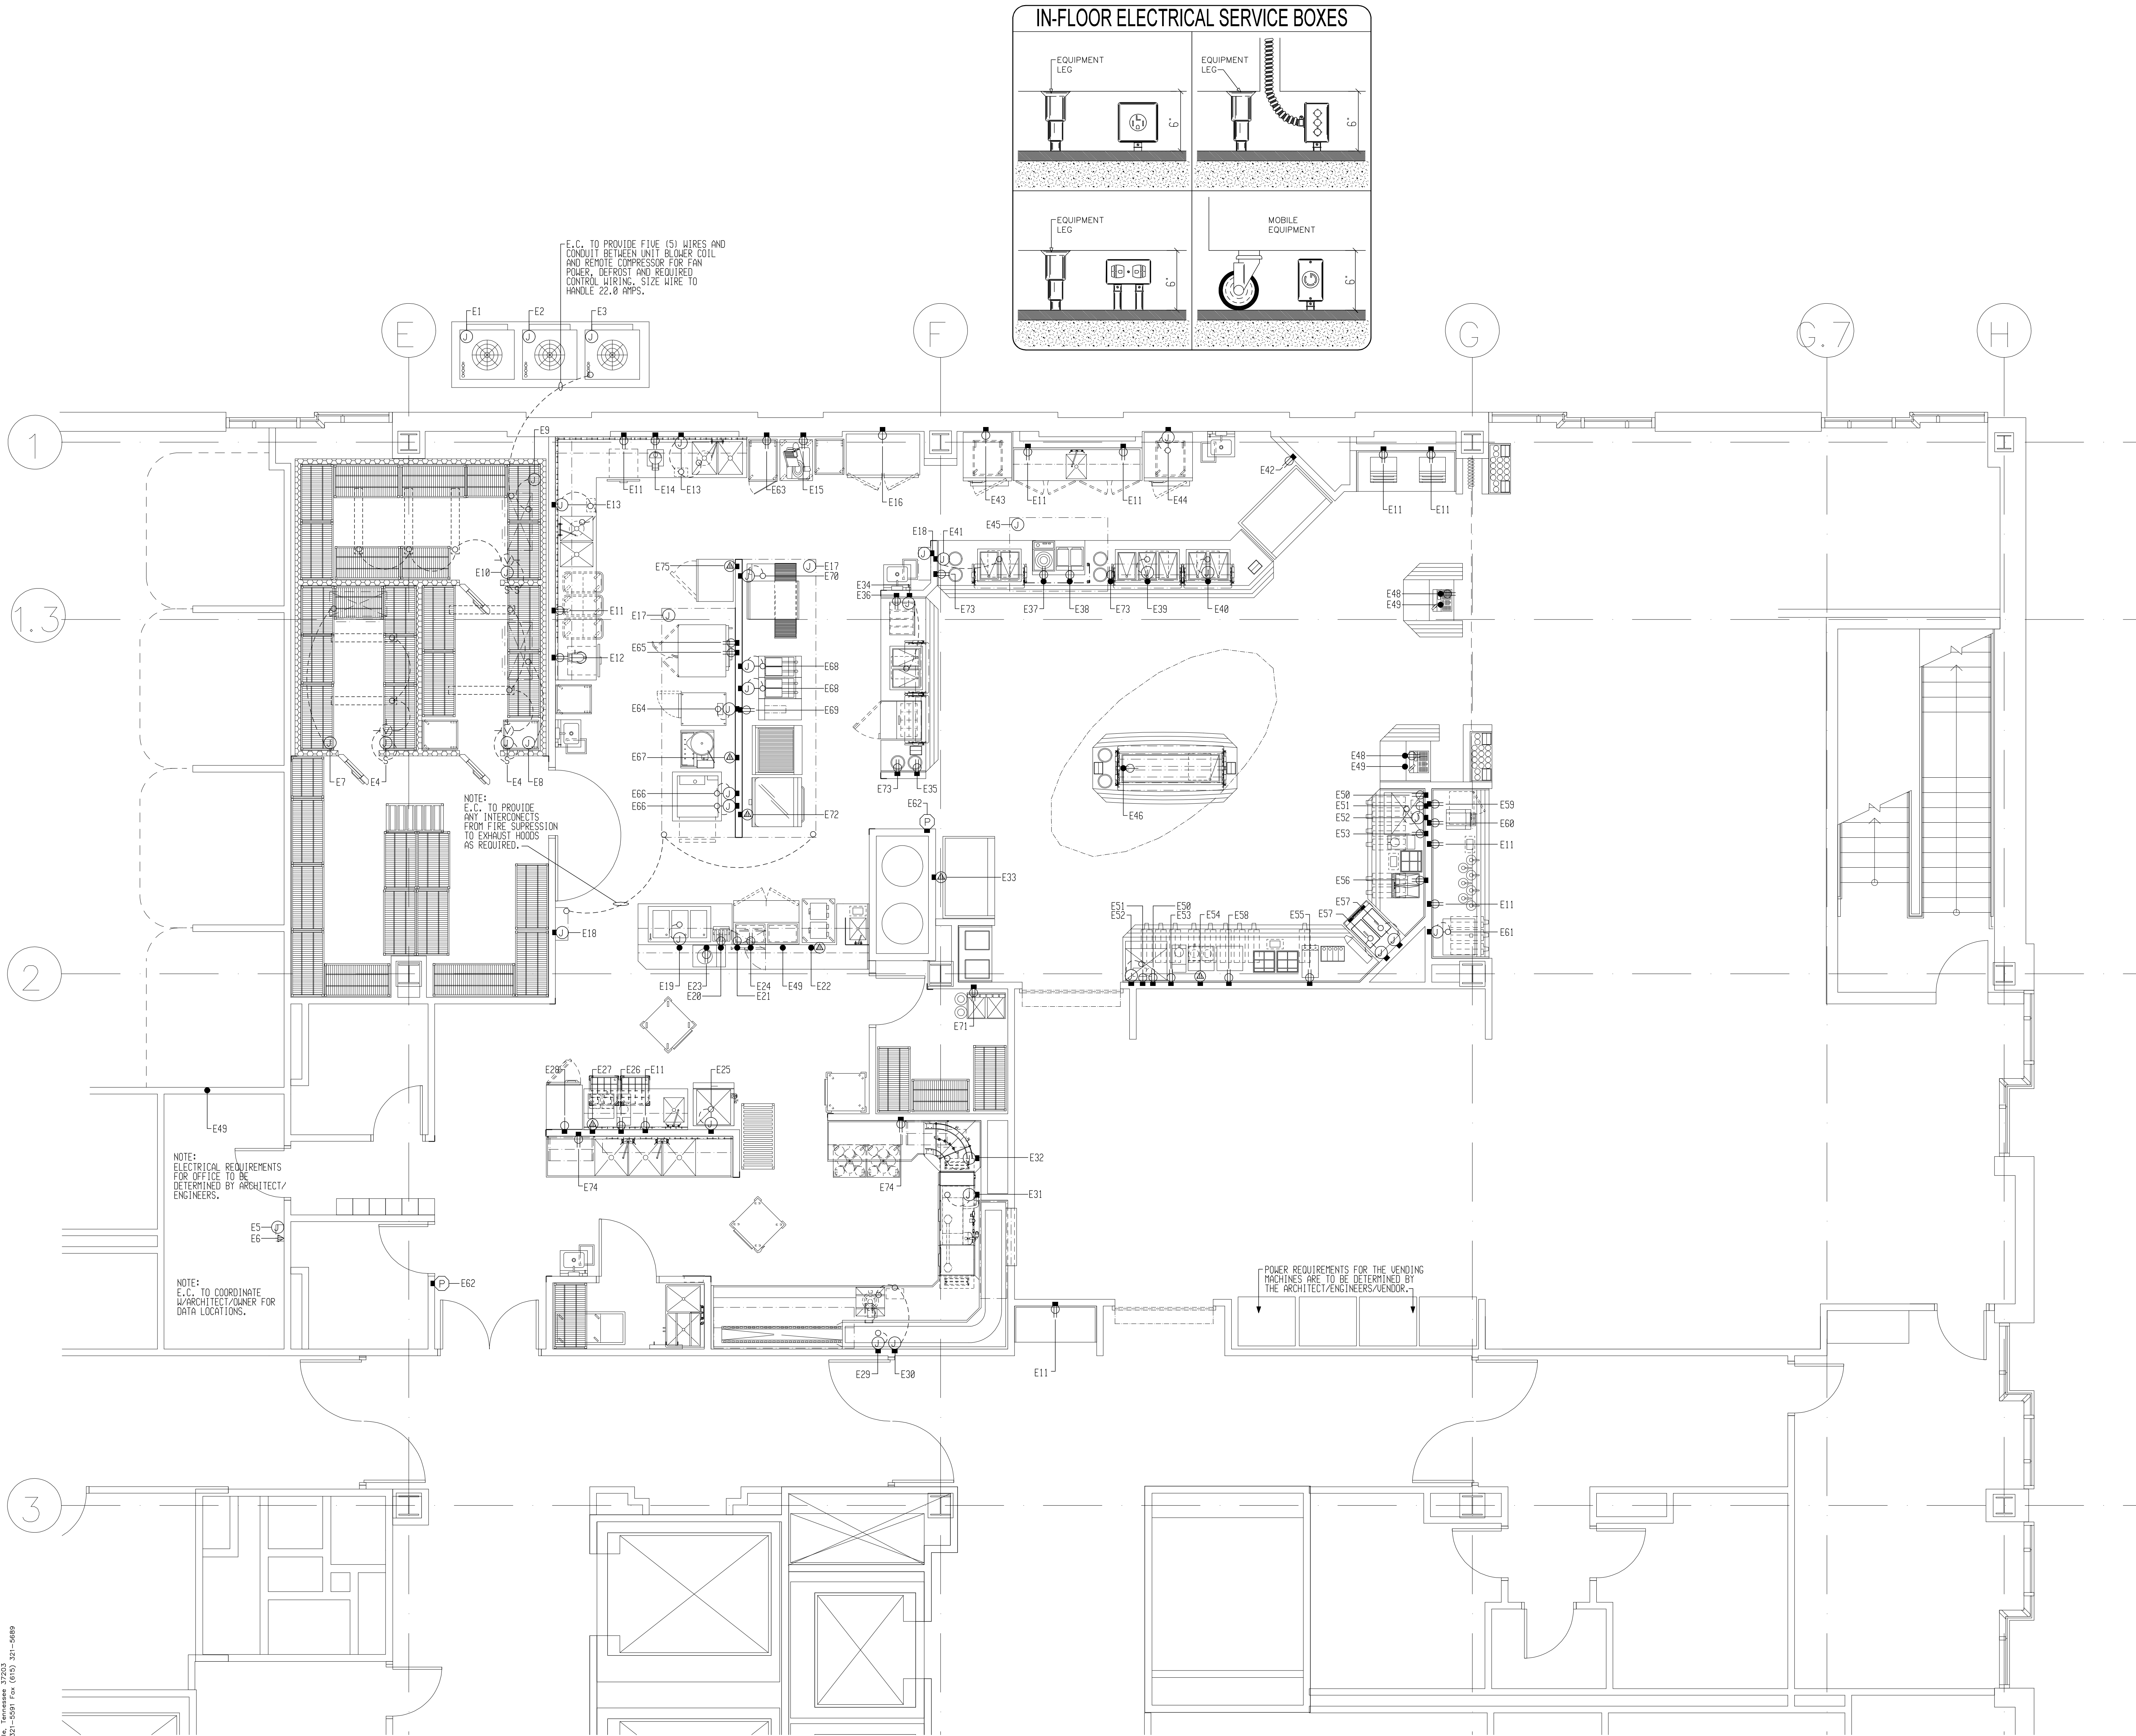 IN-FLOOR ELECTRICAL SERVICE BOXES
EQUIPMENT
LEG
6"
EQUIPMENT
LEG
6"
EQUIPMENT
LEG
6"
MOBILE
EQUIPMENT
6"
E.C. TO PROVIDE FIVE (5) WIRES AND
CONDUIT BETWEEN UNIT BLOWER COIL
AND REMOTE COMPRESSOR FOR FAN
POWER, DEFROST AND REQUIRED
CONTROL WIRING. SIZE WIRE TO
HANDLE 22.0 AMPS.
E1
E2
E3
J
J
J
E
F
G
G.7
H
1
1.3
2
3
E9
E11
E14
E13
E63
E15
E16
E43
E11
E11
E44
E42
E11
E11
E13
E10
E11
E12
E75
E17
E70
E17
E65
E68
E68
E64
E69
E67
E66
E66
E72
E18
E41
E45
E34
E36
E73
E37
E38
E73
E39
E40
E48
E49
E73
E35
E62
E46
E48
E49
E50
E51
E52
E53
E59
E60
E11
E56
E11
E57
E57
E61
E7
E4
E4
E8
NOTE:
E.C. TO PROVIDE
ANY INTERCONECTS
FROM FIRE SUPRESSION
TO EXHAUST HOODS
AS REQUIRED.
E18
E33
E51
E52
E50
E53
E54
E58
E55
E19
E23
E20
E24
E21
E49
E22
E71
E28
E27
E26
E11
E25
E49
NOTE:
ELECTRICAL REQUIREMENTS
FOR OFFICE TO BE
DETERMINED BY ARCHITECT/
ENGINEERS.
E74
E74
E32
E31
E5
E6
NOTE:
E.C. TO COORDINATE
W/ARCHITECT/OWNER FOR
DATA LOCATIONS.
P
E62
POWER REQUIREMENTS FOR THE VENDING
MACHINES ARE TO BE DETERMINED BY
THE ARCHITECT/ENGINEERS/VENDOR.
E29
E30
E11
Tennessee 37203
321-5591 Fax (615) 321-5689